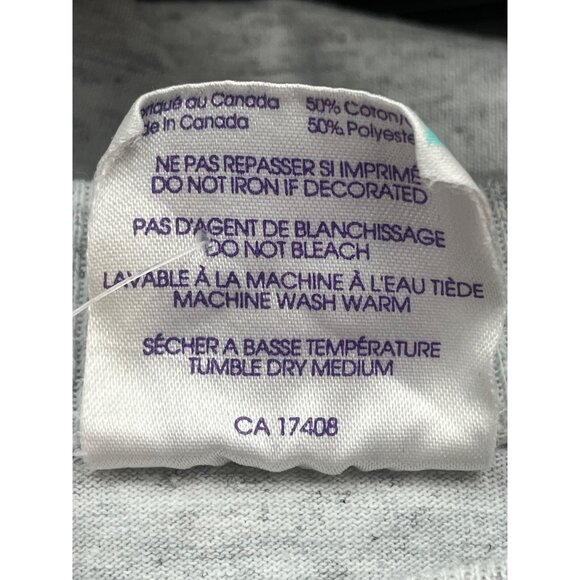 au Canada 50% Coton/
in Canada 50%
NE PAS REPASSER SI IMPRIMÉ
DO NOT IRON IF DECORATED
PAS D'AGENT DE BLANCHISSAGE
DO NOT BLEACH
LAVABLE À LA MACHINE À L'EAU TIÈDE
MACHINE WASH WARM
SÉCHER A BASSE TEMPÉRATURE
TUMBLE DRY MEDIUM
CA 17408